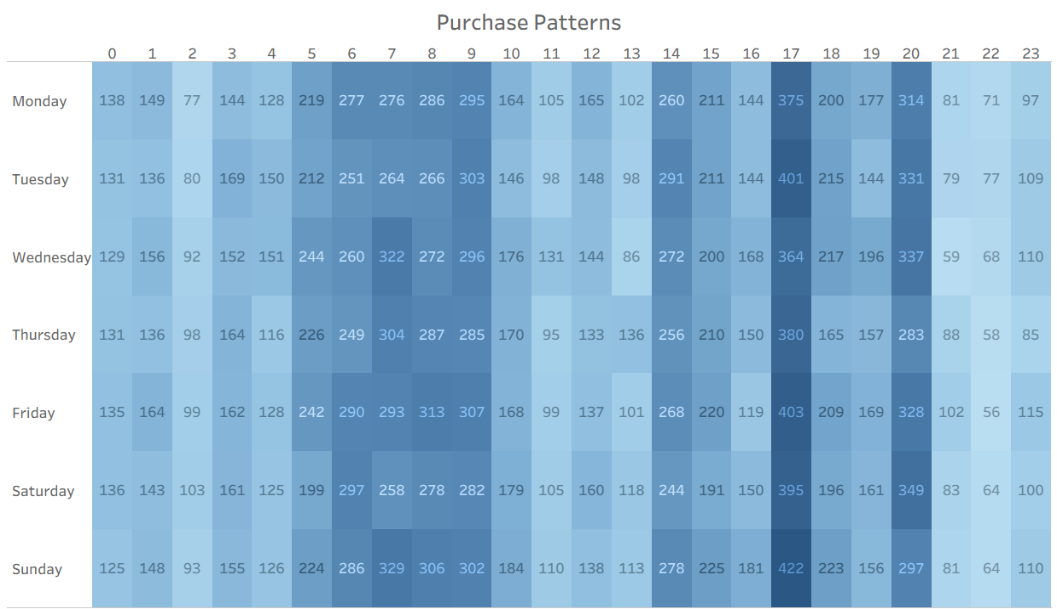 Purchase Patterns
0 1 2 3 4 5 6 7 8 9 10 11 12 13 14 15 16 17 18 19 20 21 22 23
Monday 138 149 77 144 128 219 277 276 286 295 164 105 165 102 260 211 144 375 200 177 314 81 71 97
Tuesday 131 136 80 169 150 212 251 264 266 303 146 98 148 98 291 211 144 401 215 144 331 79 77 109
Wednesday 129 156 92 152 151 244 260 322 272 296 176 131 144 86 272 200 168 364 217 196 337 59 68 110
Thursday 131 136 98 164 116 226 249 304 287 285 170 95 133 136 256 210 150 380 165 157 283 88 58 85
Friday 135 164 99 162 128 242 290 293 313 307 168 99 137 101 268 220 119 403 209 159 328 102 56 115
Saturday 136 143 103 161 125 199 297 258 278 282 179 105 160 118 244 191 150 395 196 161 349 83 64 100
Sunday 125 148 93 155 126 224 286 329 306 302 184 110 138 113 278 225 181 422 223 156 297 81 64 110